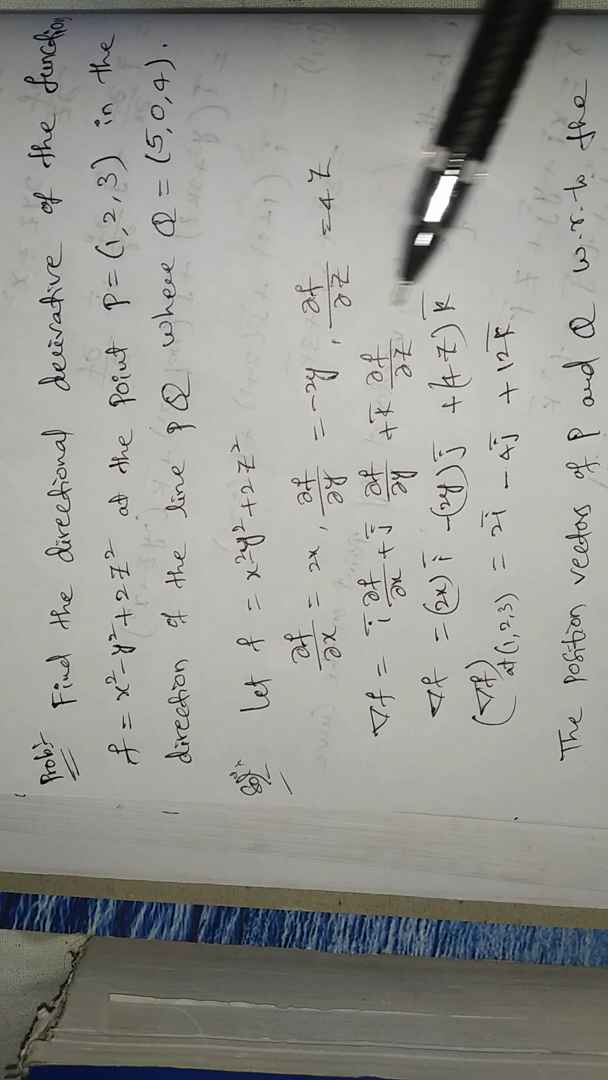 Prob:- Find the directional derivative of the function
f = x²-y²+2z² at the point P=(1,2,3) in the
direction of the line PQ where Q = (5,0,4).
Sol:- Let f = x²-y²+2z²
∂f/∂x = 2x, ∂f/∂y = -2y, ∂f/∂z = 4z
∇f = i̅ ∂f/∂x + j̅ ∂f/∂y + k̅ ∂f/∂z
∇f = (2x) i̅ -(2y) j̅ +(4z) k̅
(∇f) at (1,2,3) = 2i̅ - 4j̅ + 12k̅
The position vectors of P and Q w.r.to the